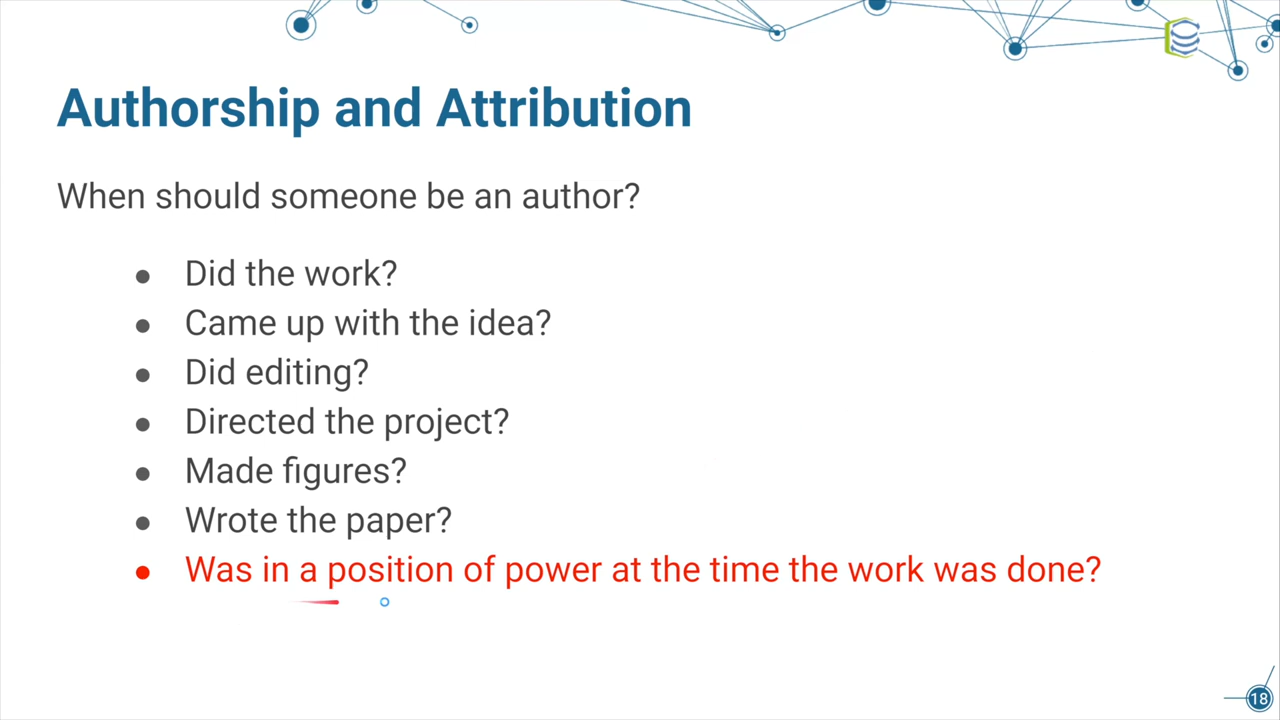 Authorship and Attribution
When should someone be an author?
● Did the work?
● Came up with the idea?
● Did editing?
● Directed the project?
● Made figures?
● Wrote the paper?
● Was in a position of power at the time the work was done?
18